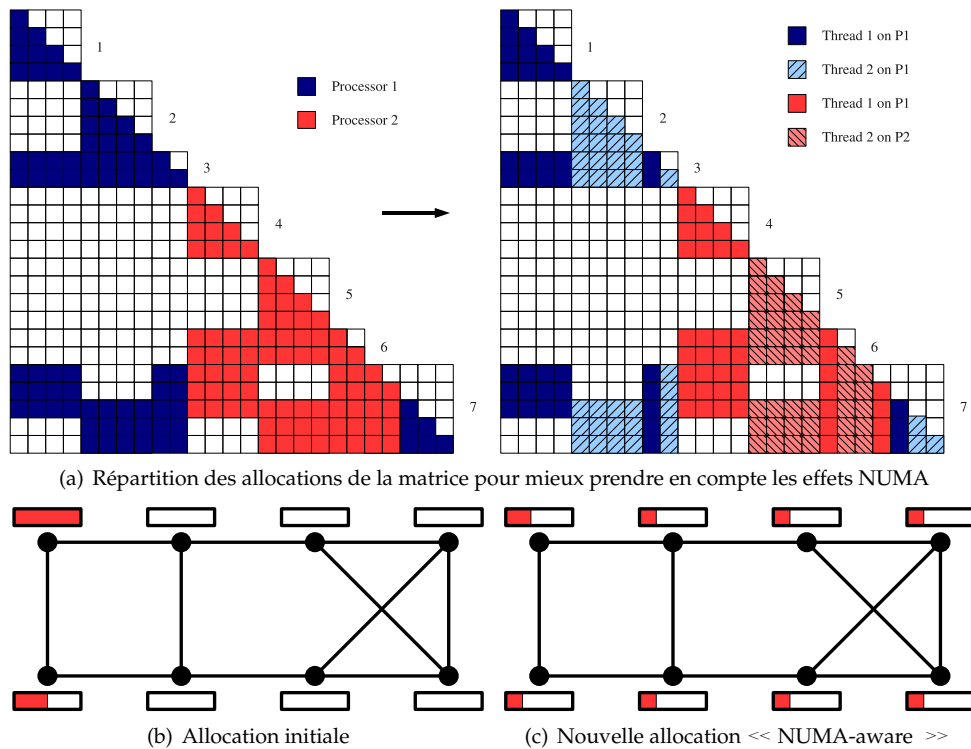 1
2
3
4
5
6
7
Processor 1
Processor 2
1
2
3
4
5
6
7
Thread 1 on P1
Thread 2 on P1
Thread 1 on P1
Thread 2 on P2
(a) Répartition des allocations de la matrice pour mieux prendre en compte les effets NUMA
(b) Allocation initiale
(c) Nouvelle allocation << NUMA-aware >>